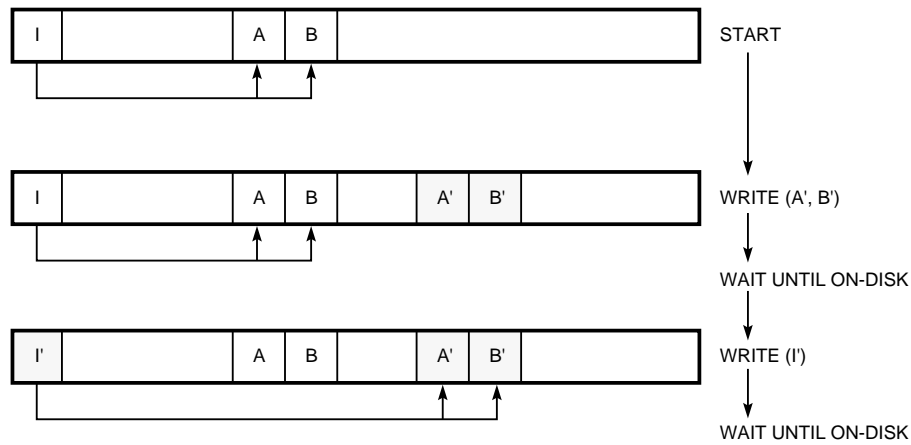 I A B START
I A B A' B' WRITE (A', B')
WAIT UNTIL ON-DISK
I' A B A' B' WRITE (I')
WAIT UNTIL ON-DISK